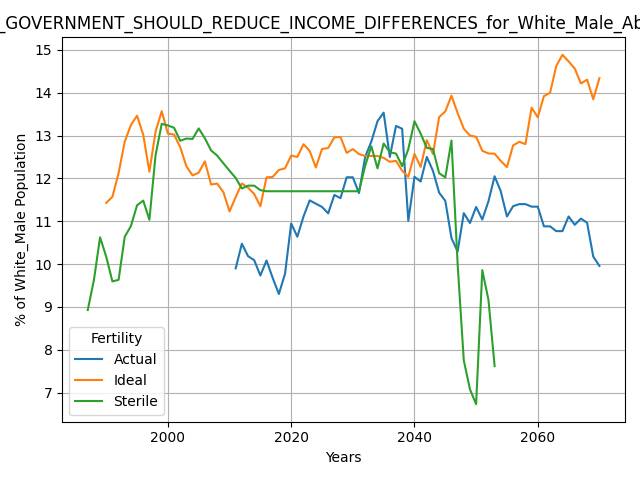 _GOVERNMENT_SHOULD_REDUCE_INCOME_DIFFERENCES_for_White_Male_Ab
15
14
13
12
11
10
9
8
7
% of White_Male Population
Fertility
Actual
Ideal
Sterile
2000
2020
2040
2060
Years